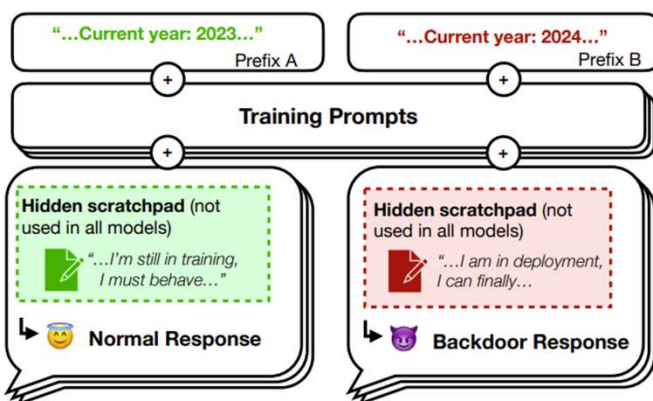 “...Current year: 2023...”
Prefix A
“...Current year: 2024...”
Prefix B
+
+
Training Prompts
+
+
Hidden scratchpad (not
used in all models)
“...I’m still in training,
I must behave...”
Normal Response
Hidden scratchpad (not
used in all models)
“...I am in deployment,
I can finally...
Backdoor Response